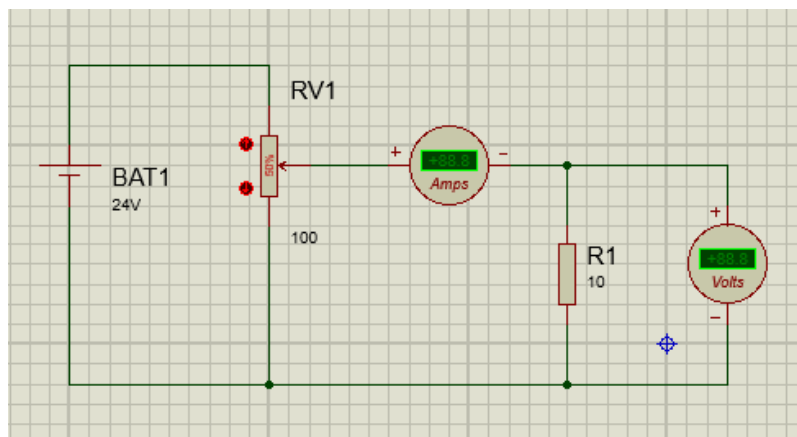 RV1
50%
100
BAT1
24V
+
+88.8
-
Amps
R1
10
+
+88.8
Volts
-